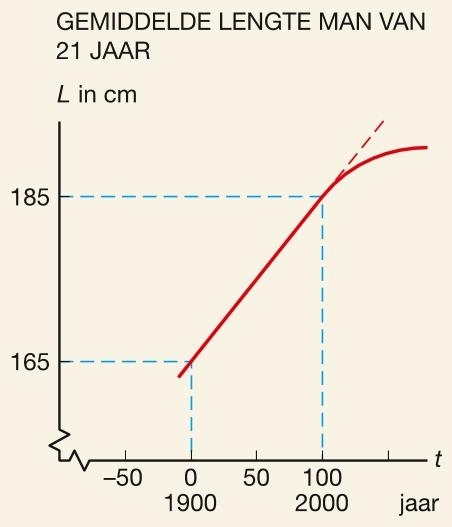 GEMIDDELDE LENGTE MAN VAN
21 JAAR
L in cm
185
165
t
–50 0 50 100
1900 2000 jaar